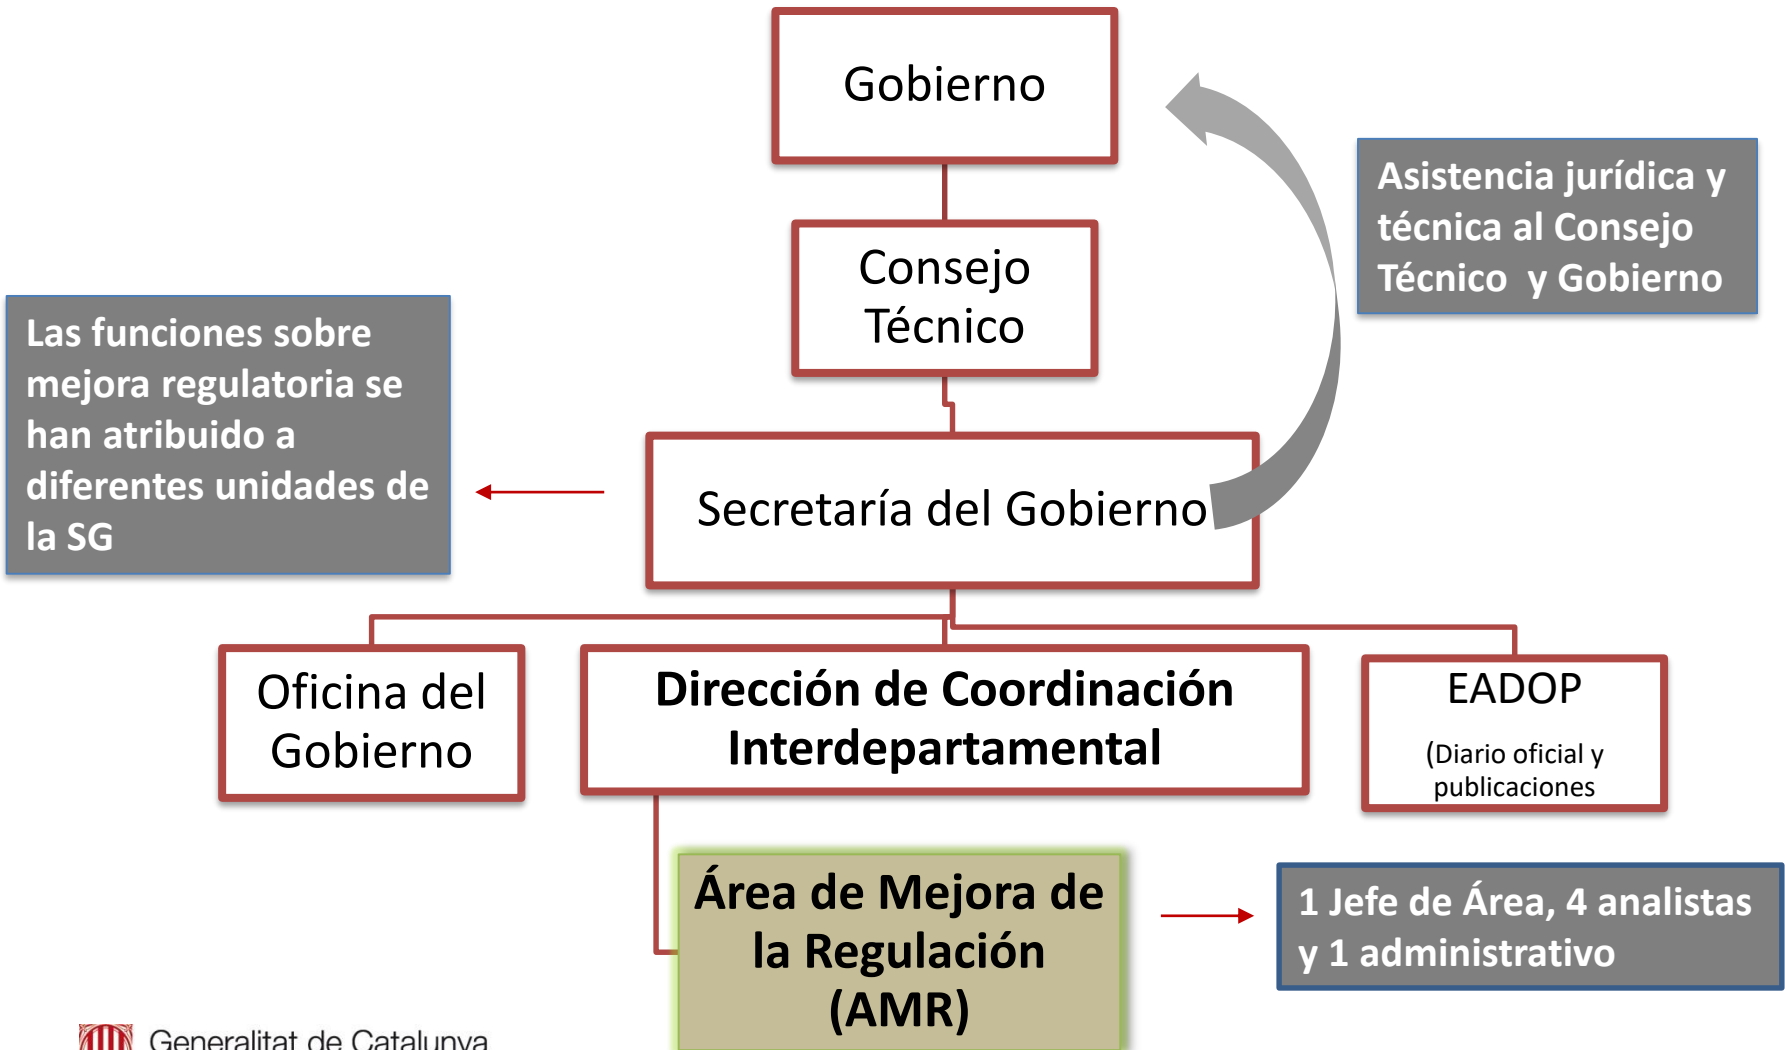 Gobierno
Asistencia jurídica y
técnica al Consejo
Técnico y Gobierno
Consejo
Técnico
Las funciones sobre
mejora regulatoria se
han atribuido a
diferentes unidades de
la SG
Secretaría del Gobierno
Oficina del
Gobierno
Dirección de Coordinación
Interdepartamental
EADOP
(Diario oficial y
publicaciones
Área de Mejora de
la Regulación
(AMR)
1 Jefe de Área, 4 analistas
y 1 administrativo
Generalitat de Catalunya